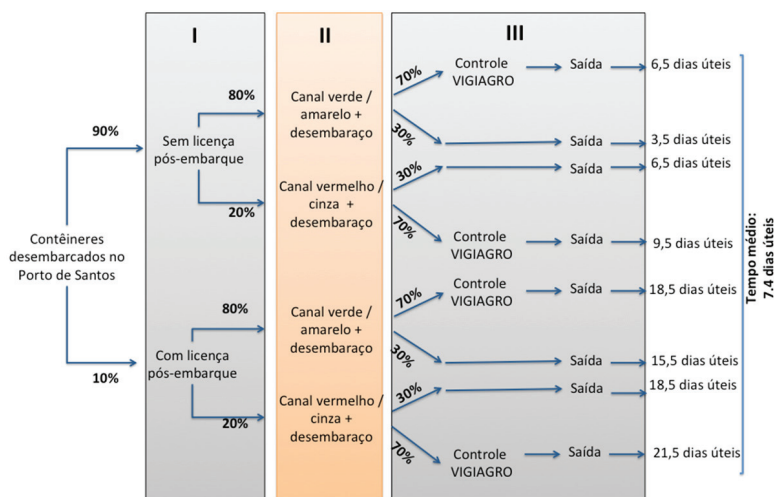 I
II
III
90%
10%
Contêineres
desembarcados no
Porto de Santos
Sem licença
pós-embarque
80%
20%
Canal verde /
amarelo +
desembaraço
Canal vermelho /
cinza +
desembaraço
70%
Controle
VIGIAGRO
Saída
6,5 dias úteis
30%
Saída
3,5 dias úteis
30%
Saída
6,5 dias úteis
70%
Controle
VIGIAGRO
Saída
9,5 dias úteis
Com licença
pós-embarque
80%
20%
Canal verde /
amarelo +
desembaraço
Canal vermelho /
cinza +
desembaraço
70%
Controle
VIGIAGRO
Saída
18,5 dias úteis
30%
Saída
15,5 dias úteis
30%
Saída
18,5 dias úteis
70%
Controle
VIGIAGRO
Saída
21,5 dias úteis
Tempo médio:
7.4 dias úteis